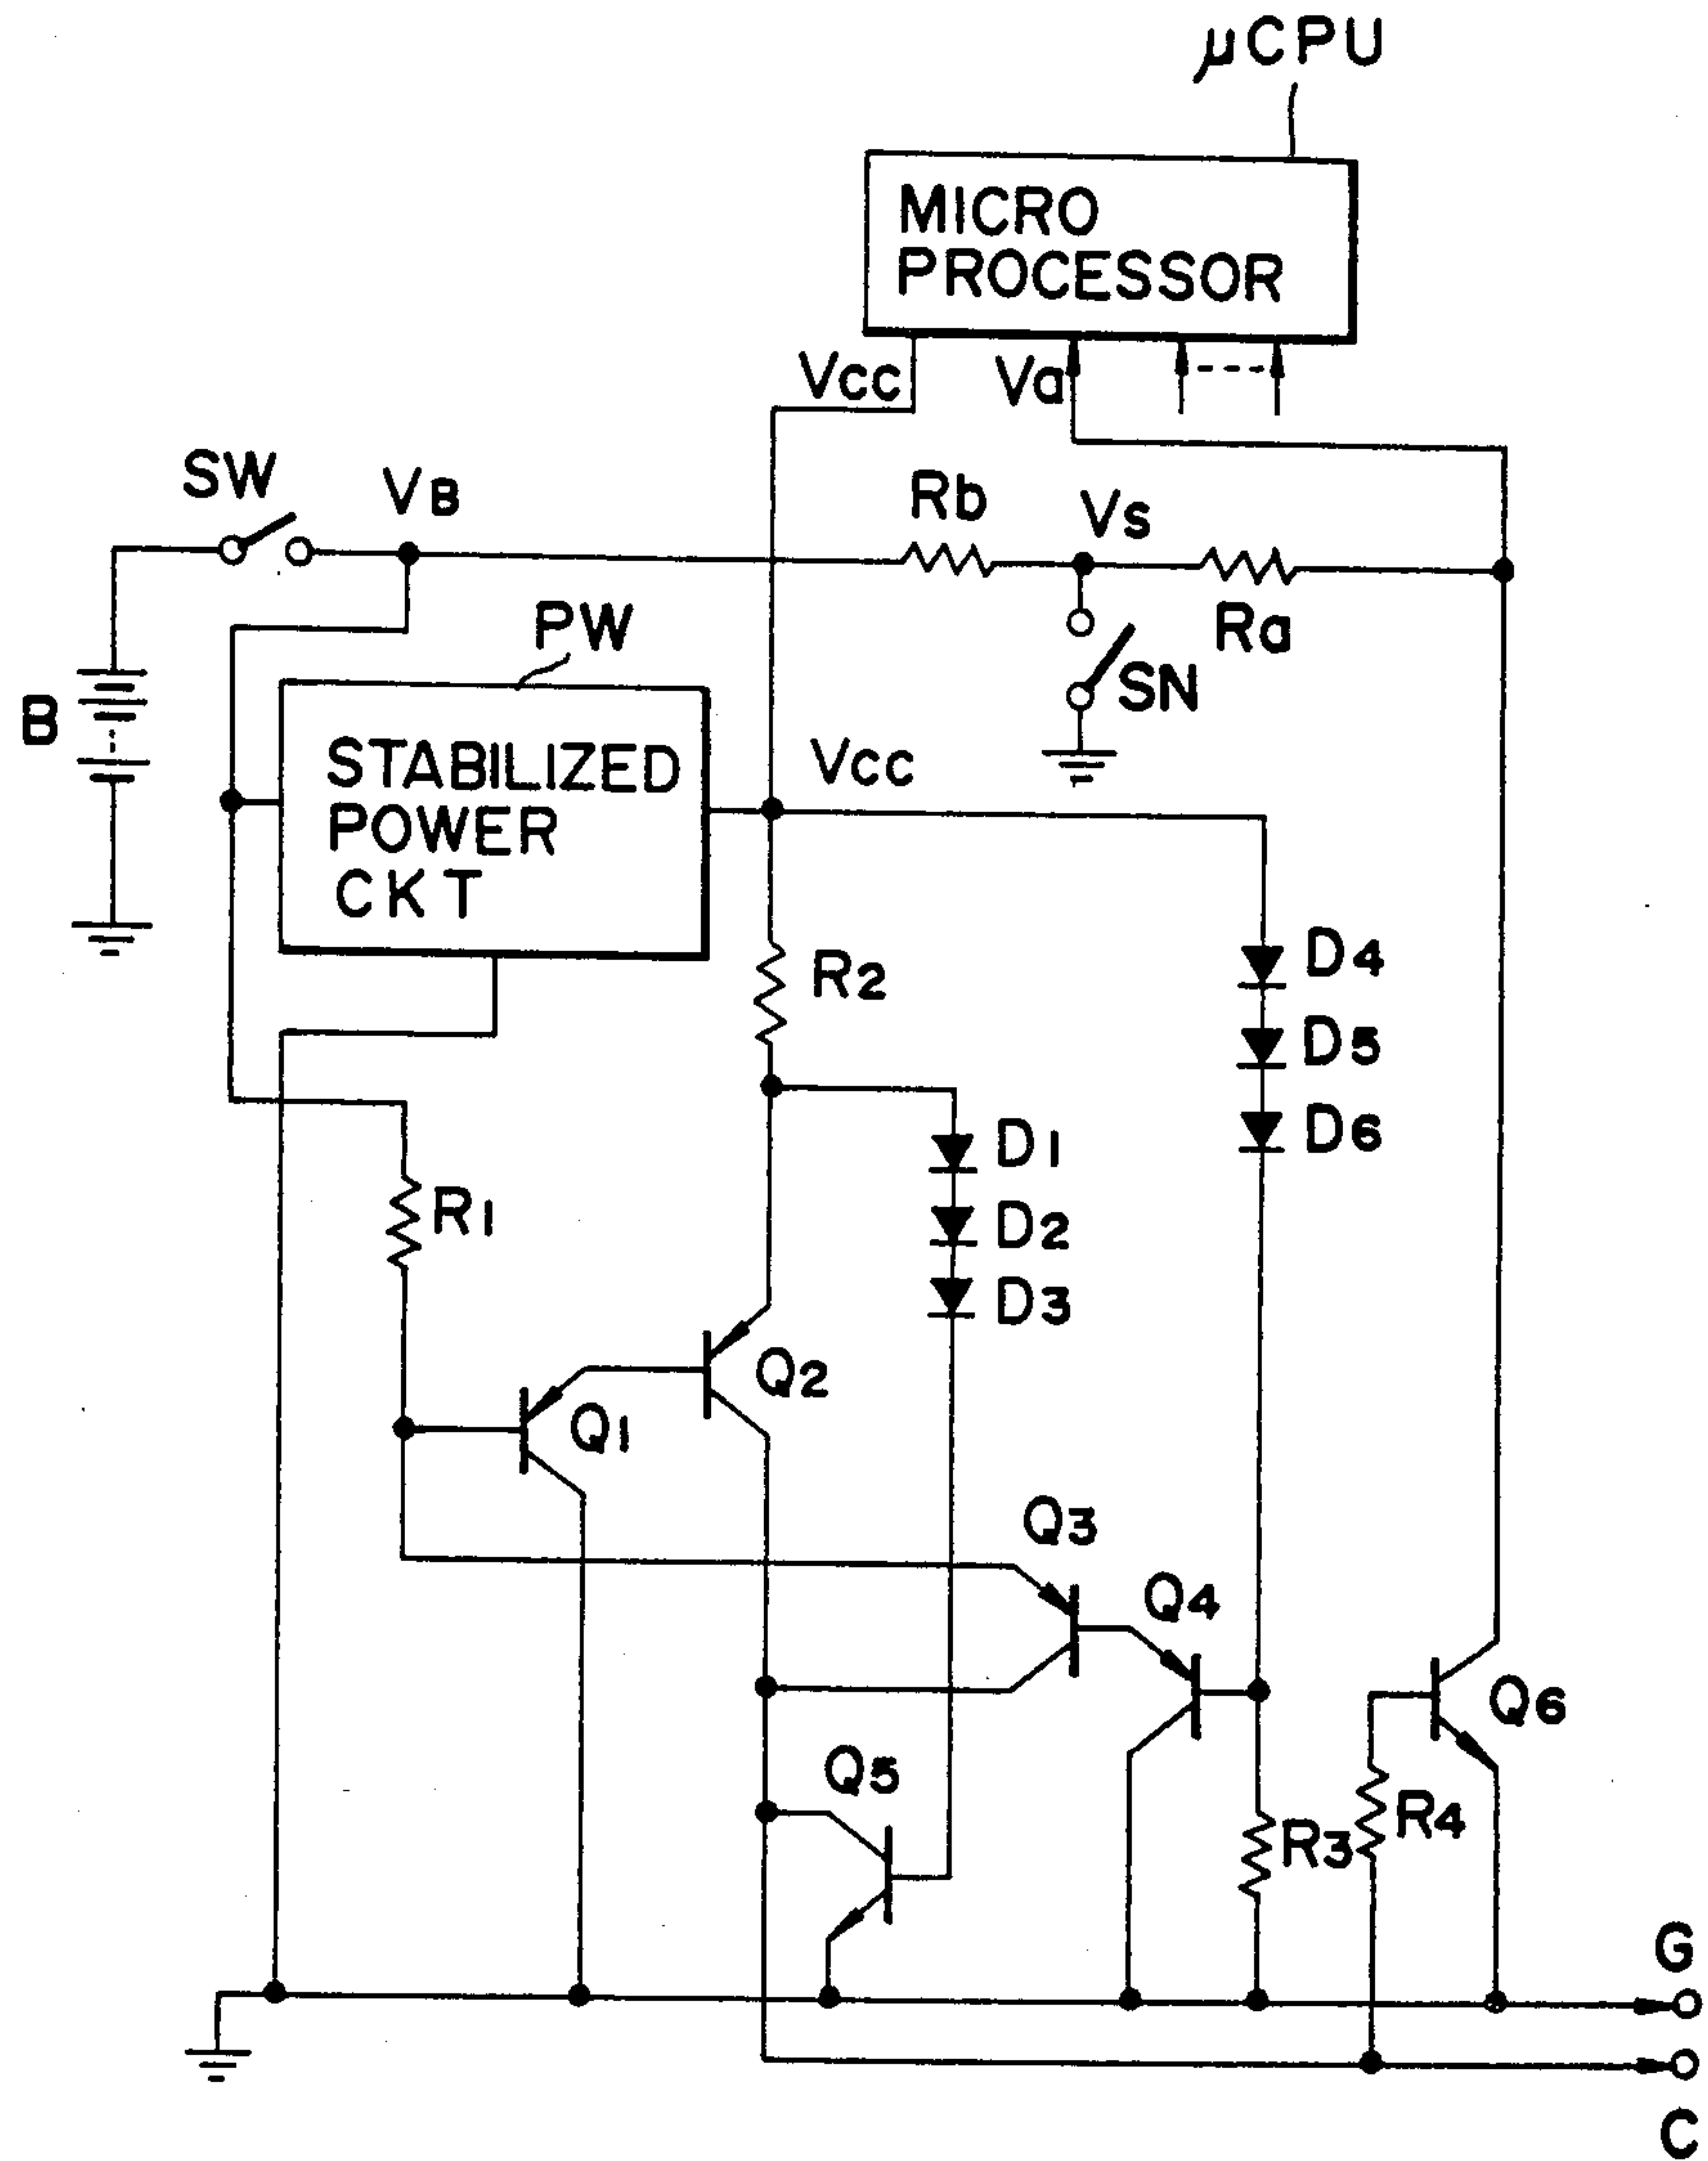 μCPU
MICRO
PROCESSOR
Vcc
Va
SW
VB
Rb
Vs
Ra
PW
SN
B
STABILIZED
POWER
CKT
Vcc
R2
D4
D5
D6
D1
D2
D3
R1
Q2
Q1
Q3
Q4
Q6
Q5
R4
R3
G
C